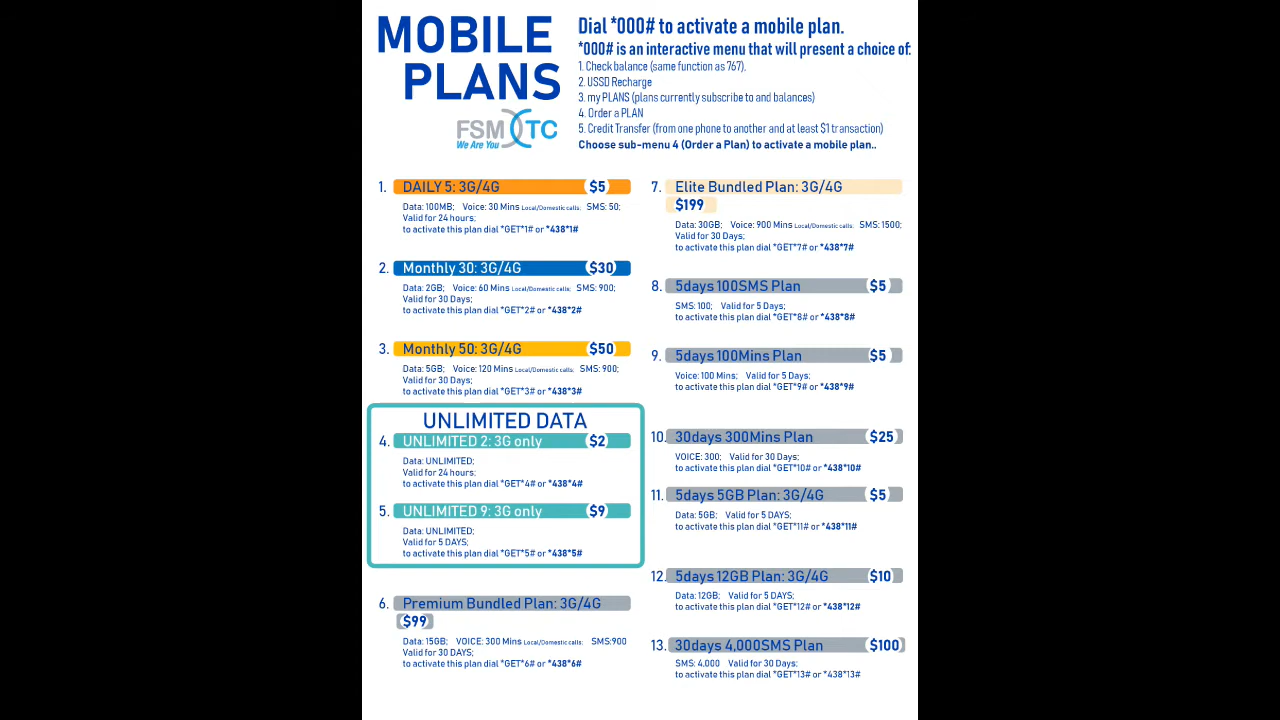 MOBILE
PLANS
FSMTC
We Are You
Dial *000# to activate a mobile plan.
*000# is an interactive menu that will present a choice of:
1. Check balance (same function as 767).
2. USSD Recharge
3. my PLANS (plans currently subscribe to and balances)
4. Order a PLAN
5. Credit Transfer (from one phone to another and at least $1 transaction)
Choose sub-menu 4 (Order a Plan) to activate a mobile plan..
1. DAILY 5: 3G/4G $5
Data: 100MB; Voice: 30 Mins Local/Domestic calls; SMS: 50;
Valid for 24 hours;
to activate this plan dial *GET*1# or *438*1#
2. Monthly 30: 3G/4G $30
Data: 2GB; Voice: 60 Mins Local/Domestic calls; SMS: 900;
Valid for 30 Days;
to activate this plan dial *GET*2# or *438*2#
3. Monthly 50: 3G/4G $50
Data: 5GB; Voice: 120 Mins Local/Domestic calls; SMS: 900;
Valid for 30 Days;
to activate this plan dial *GET*3# or *438*3#
UNLIMITED DATA
4. UNLIMITED 2: 3G only $2
Data: UNLIMITED;
Valid for 24 hours;
to activate this plan dial *GET*4# or *438*4#
5. UNLIMITED 9: 3G only $9
Data: UNLIMITED;
Valid for 5 DAYS;
to activate this plan dial *GET*5# or *438*5#
6. Premium Bundled Plan: 3G/4G
$99
Data: 15GB; VOICE: 300 Mins Local/Domestic calls; SMS:900
Valid for 30 DAYS;
to activate this plan dial *GET*6# or *438*6#
7. Elite Bundled Plan: 3G/4G
$199
Data: 30GB; Voice: 900 Mins Local/Domestic calls; SMS: 1500;
Valid for 30 Days;
to activate this plan dial *GET*7# or *438*7#
8. 5days 100SMS Plan $5
SMS: 100; Valid for 5 Days;
to activate this plan dial *GET*8# or *438*8#
9. 5days 100Mins Plan $5
Voice: 100 Mins; Valid for 5 Days;
to activate this plan dial *GET*9# or *438*9#
10. 30days 300Mins Plan $25
VOICE: 300; Valid for 30 Days;
to activate this plan dial *GET*10# or *438*10#
11. 5days 5GB Plan: 3G/4G $5
Data: 5GB; Valid for 5 DAYS;
to activate this plan dial *GET*11# or *438*11#
12. 5days 12GB Plan: 3G/4G $10
Data: 12GB; Valid for 5 DAYS;
to activate this plan dial *GET*12# or *438*12#
13. 30days 4,000SMS Plan $100
SMS: 4,000 Valid for 30 Days;
to activate this plan dial *GET*13# or *438*13#